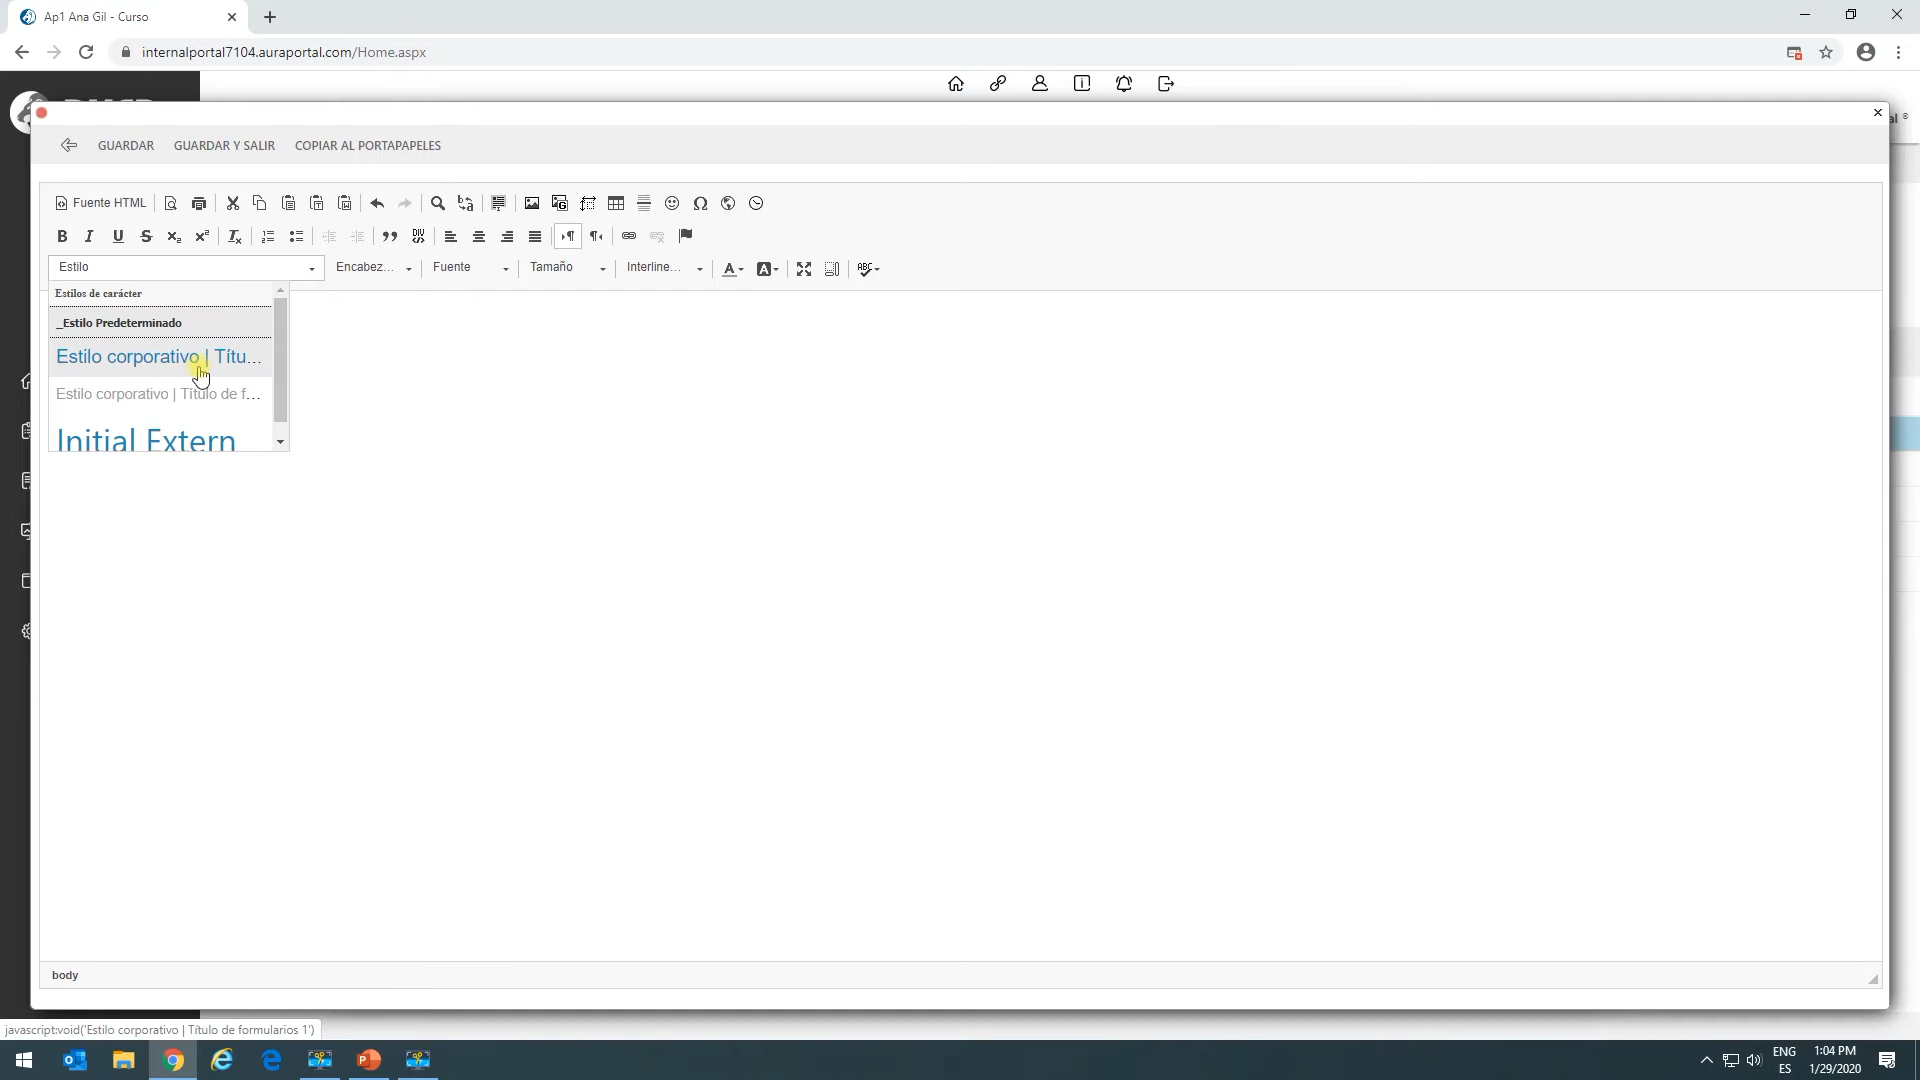 Ap1 Ana Gil - Curso
internalportal7104.auraportal.com/Home.aspx
GUARDAR GUARDAR Y SALIR COPIAR AL PORTAPAPELES
Fuente HTML
Estilo Encabez... Fuente Tamaño Interline...
Estilos de carácter
_Estilo Predeterminado
Estilo corporativo | Títu...
Estilo corporativo | Título de f...
Initial Extern
body
javascript:void('Estilo corporativo | Título de formularios 1')
ENG 1:04 PM
ES 1/29/2020